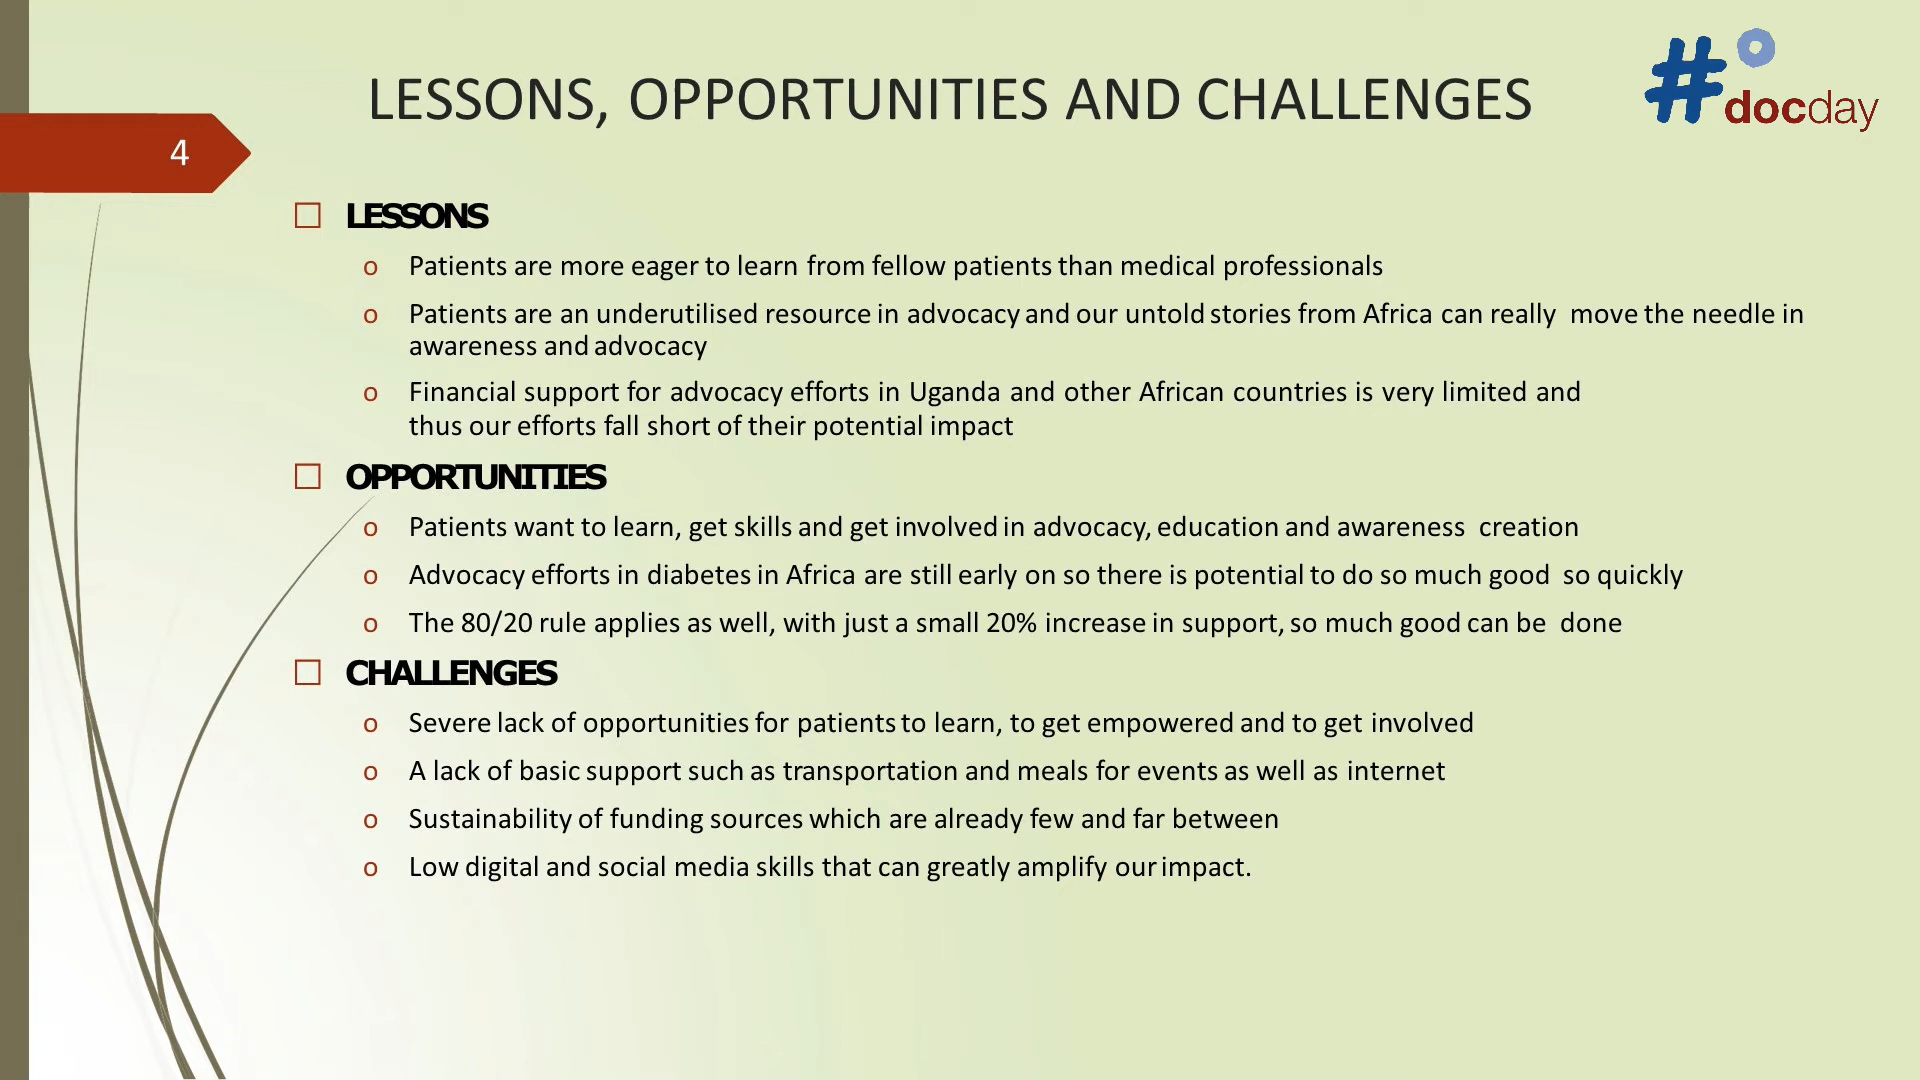 LESSONS, OPPORTUNITIES AND CHALLENGES
#°docday
4
LESSONS
o Patients are more eager to learn from fellow patients than medical professionals
o Patients are an underutilised resource in advocacy and our untold stories from Africa can really move the needle in
awareness and advocacy
o Financial support for advocacy efforts in Uganda and other African countries is very limited and
thus our efforts fall short of their potential impact
OPPORTUNITIES
o Patients want to learn, get skills and get involved in advocacy, education and awareness creation
o Advocacy efforts in diabetes in Africa are still early on so there is potential to do so much good so quickly
o The 80/20 rule applies as well, with just a small 20% increase in support, so much good can be done
CHALLENGES
o Severe lack of opportunities for patients to learn, to get empowered and to get involved
o A lack of basic support such as transportation and meals for events as well as internet
o Sustainability of funding sources which are already few and far between
o Low digital and social media skills that can greatly amplify our impact.